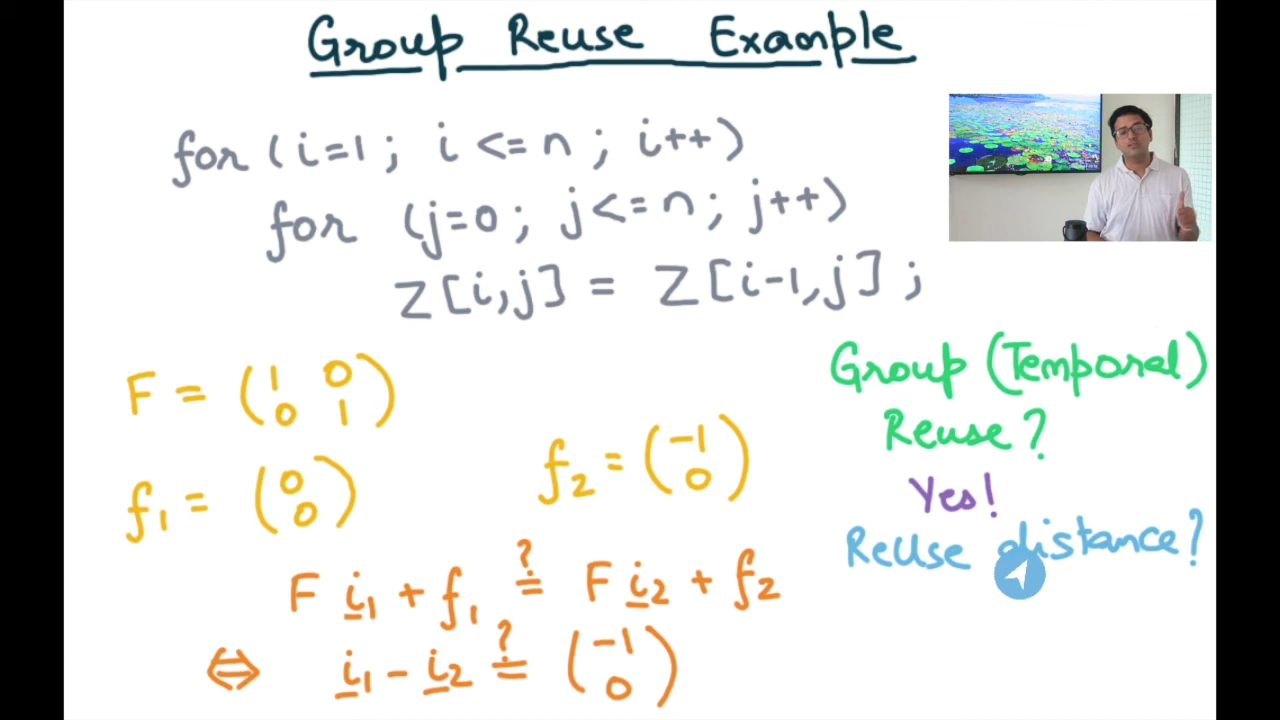 Group Reuse Example
for (i=1; i <= n; i++)
for (j=0; j<=n; j++)
Z[i,j] = Z[i-1,j];
F = (1 0
0 1)
f1 = (0
0)
f2 = (-1
0)
F i1 + f1 ?= F i2 + f2
⇔ i1 - i2 ?= (-1
0)
Group (Temporal)
Reuse?
Yes!
Reuse distance?